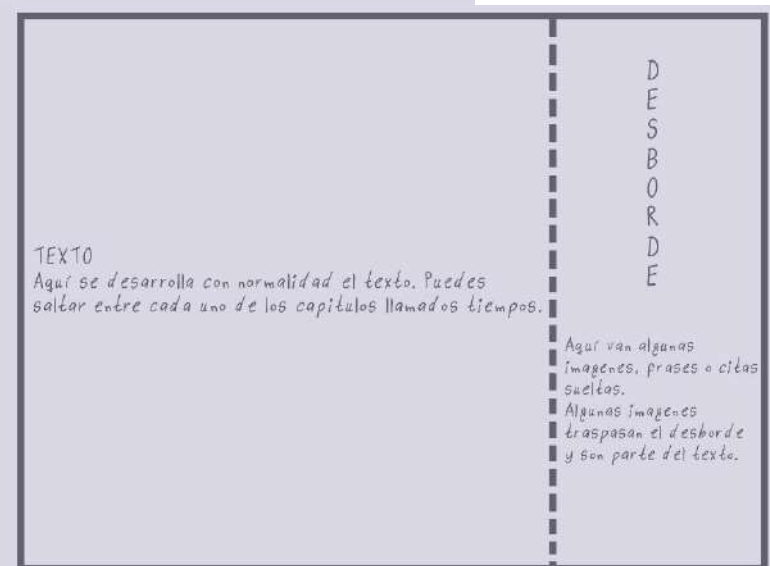 TEXTO
Aquí se desarrolla con normalidad el texto. Puedes
saltar entre cada uno de los capitulos llamados tiempos.
D
E
S
B
O
R
D
E
Aquí van algunas
imagenes, frases o citas
sueltas.
Algunas imagenes
traspasan el desborde
y son parte del texto.